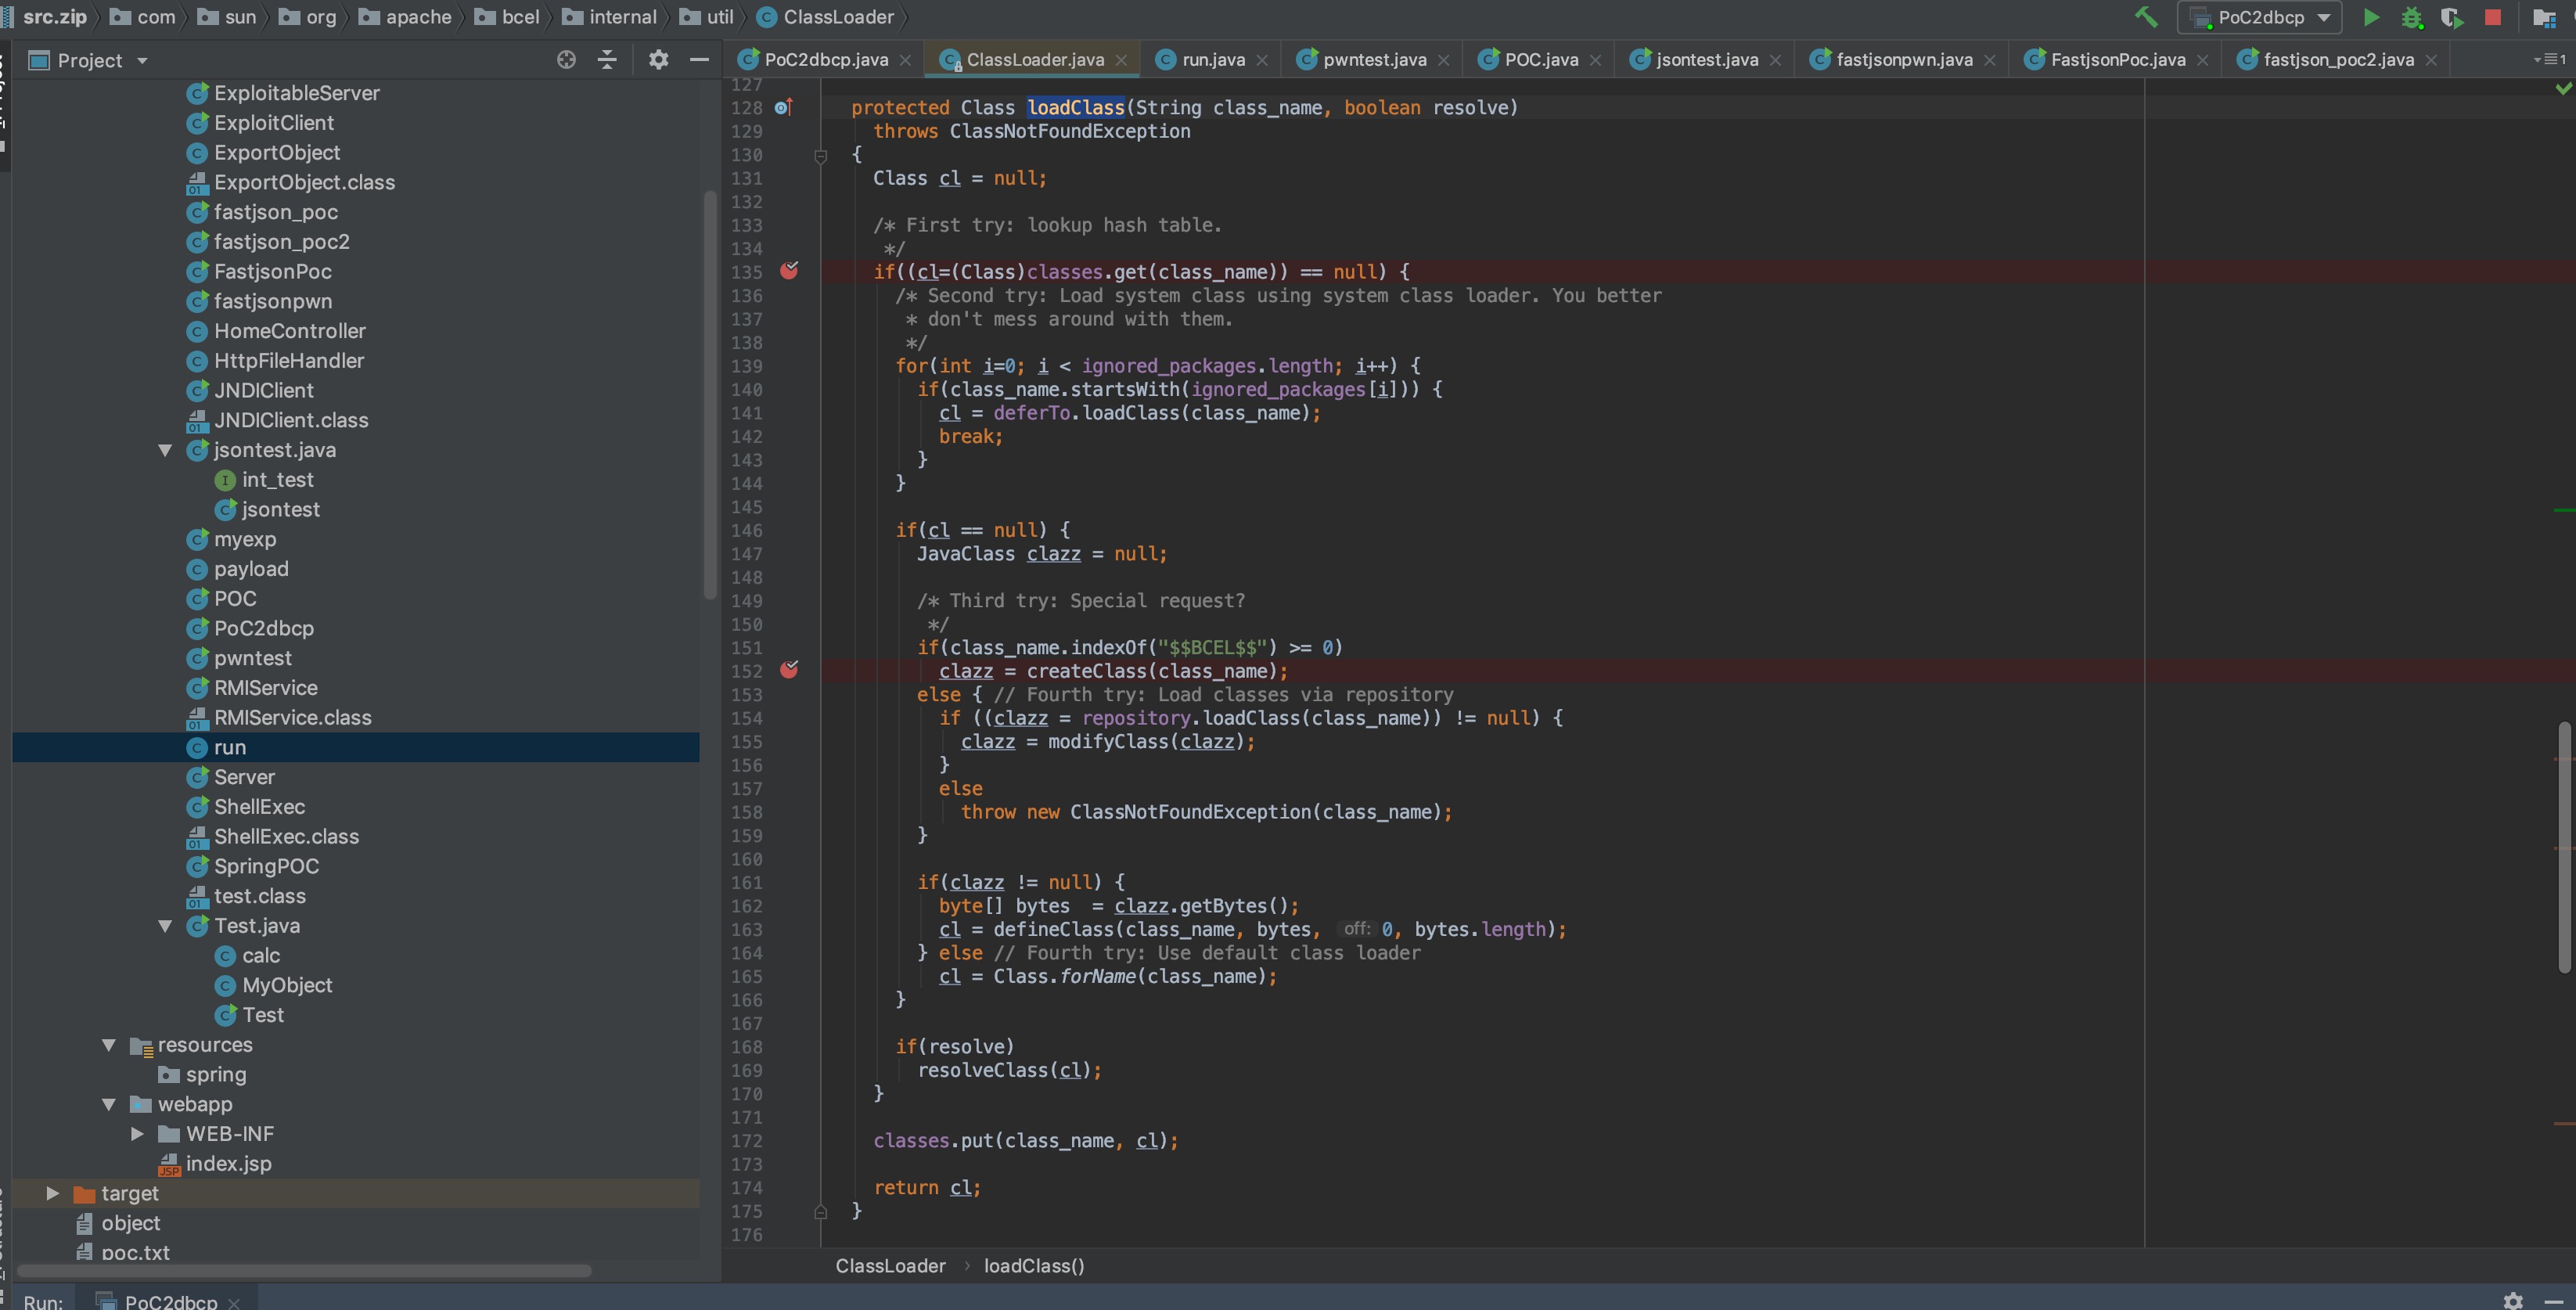 src.zip com sun org apache bcel internal util ClassLoader PoC2dbcp
Project
PoC2dbcp.java ClassLoader.java run.java pwntest.java POC.java jsontest.java fastjsonpwn.java FastjsonPoc.java fastjson_poc2.java
ExploitableServer
ExploitClient
ExportObject
ExportObject.class
fastjson_poc
fastjson_poc2
FastjsonPoc
fastjsonpwn
HomeController
HttpFileHandler
JNDIClient
JNDIClient.class
jsontest.java
int_test
jsontest
myexp
payload
POC
PoC2dbcp
pwntest
RMIService
RMIService.class
run
Server
ShellExec
ShellExec.class
SpringPOC
test.class
Test.java
calc
MyObject
Test
resources
spring
webapp
WEB-INF
index.jsp
target
object
poc.txt
127
128 protected Class loadClass(String class_name, boolean resolve)
129 throws ClassNotFoundException
130 {
131 Class cl = null;
132
133 /* First try: lookup hash table.
134 */
135 if((cl=(Class)classes.get(class_name)) == null) {
136 /* Second try: Load system class using system class loader. You better
137 * don't mess around with them.
138 */
139 for(int i=0; i < ignored_packages.length; i++) {
140 if(class_name.startsWith(ignored_packages[i])) {
141 cl = deferTo.loadClass(class_name);
142 break;
143 }
144 }
145
146 if(cl == null) {
147 JavaClass clazz = null;
148
149 /* Third try: Special request?
150 */
151 if(class_name.indexOf("$$BCEL$$") >= 0)
152 clazz = createClass(class_name);
153 else { // Fourth try: Load classes via repository
154 if ((clazz = repository.loadClass(class_name)) != null) {
155 clazz = modifyClass(clazz);
156 }
157 else
158 throw new ClassNotFoundException(class_name);
159 }
160
161 if(clazz != null) {
162 byte[] bytes  = clazz.getBytes();
163 cl = defineClass(class_name, bytes, off: 0, bytes.length);
164 } else // Fourth try: Use default class loader
165 cl = Class.forName(class_name);
166 }
167
168 if(resolve)
169 resolveClass(cl);
170 }
171
172 classes.put(class_name, cl);
173
174 return cl;
175 }
176
ClassLoader loadClass()
Run: PoC2dbcp